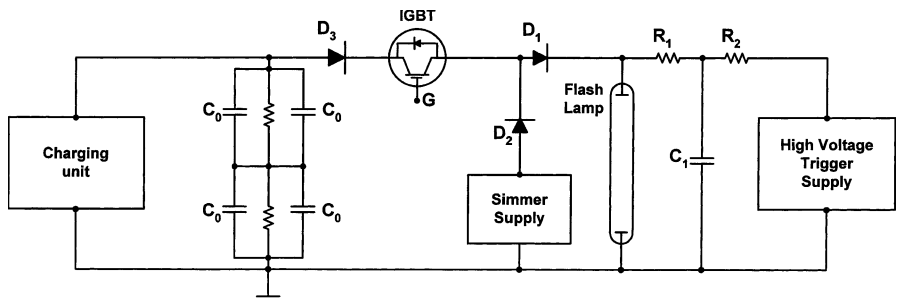 IGBT
D3
D1
R1
R2
G
Flash
Lamp
C0
C0
D2
Charging
unit
C1
High Voltage
Trigger
Supply
Simmer
Supply
C0
C0